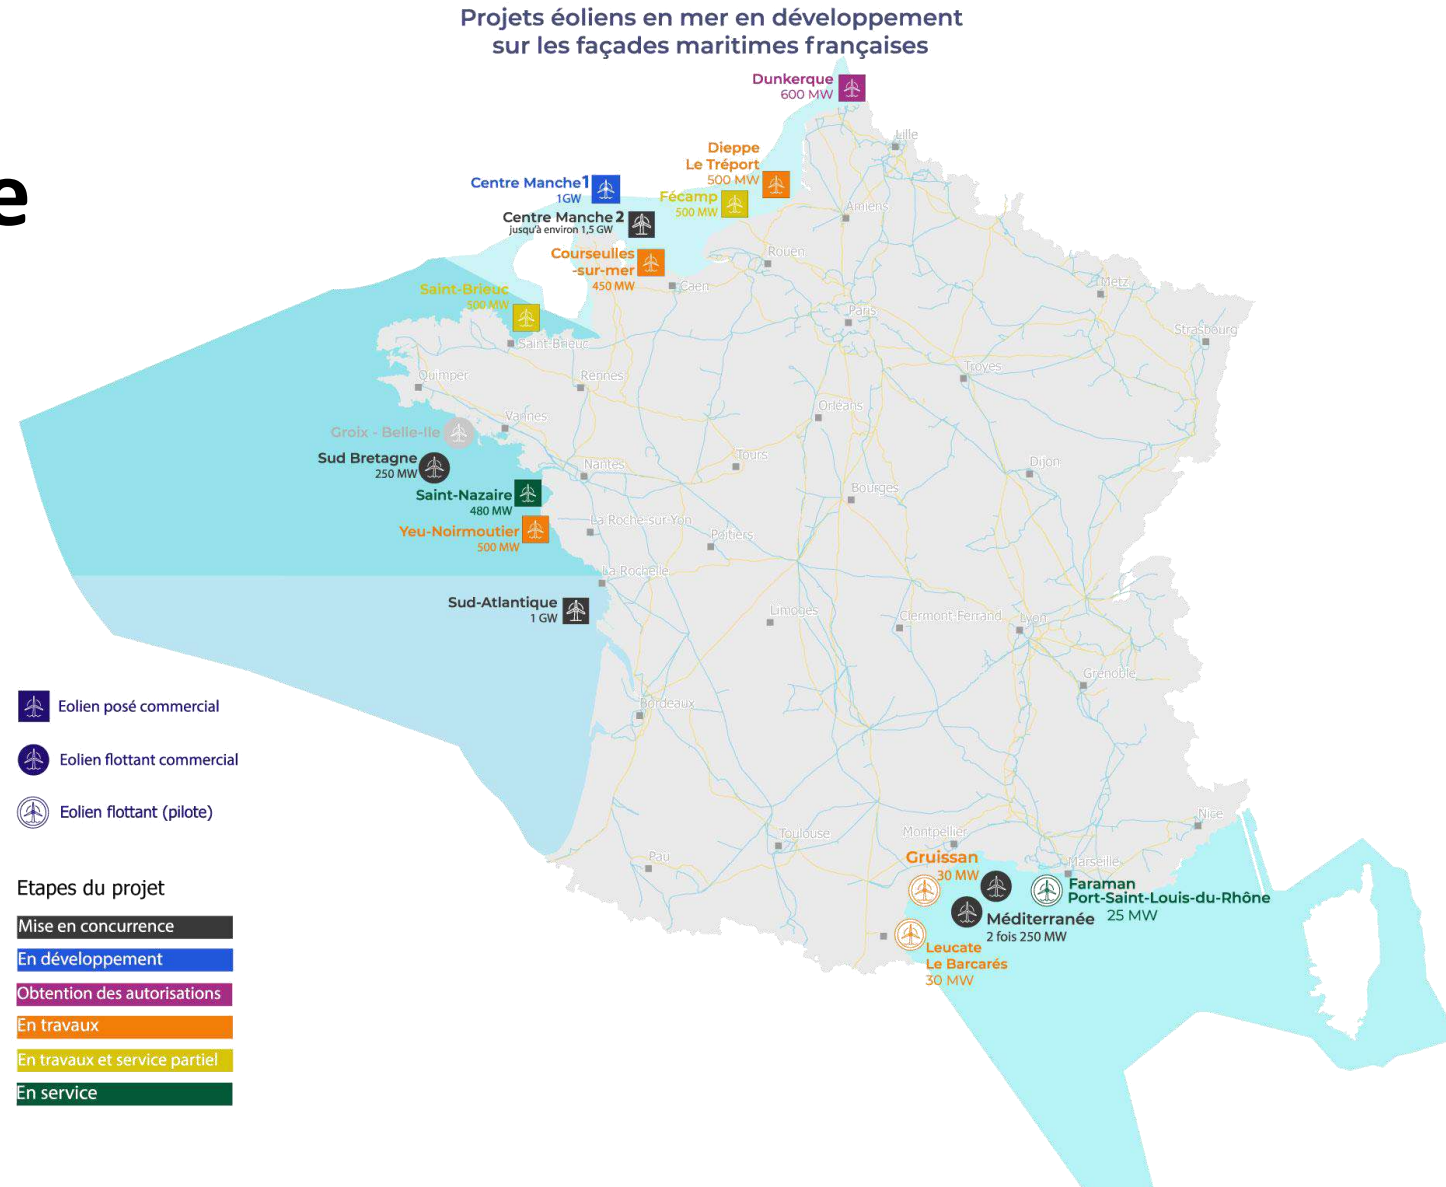 Projets éoliens en mer en développement
sur les façades maritimes françaises
e
Dunkerque
600 MW
Lille
Dieppe
Le Tréport
500 MW
Centre Manche 1
1GW
Fécamp
500 MW
Amiens
Centre Manche 2
jusqu'à environ 1,5 GW
Rouen
Courseulles
-sur-mer
450 MW
Caen
Metz
Saint-Brieuc
500 MW
Paris
Strasbourg
Saint-Brieuc
Quimper
Rennes
Troyes
Vannes
Orléans
Groix - Belle-Ile
Sud Bretagne
250 MW
Nantes
Tours
Dijon
Saint-Nazaire
480 MW
Bourges
Yeu-Noirmoutier
500 MW
La Roche-sur-Yon
Poitiers
La Rochelle
Sud-Atlantique
1 GW
Limoges
Clermont-Ferrand
Lyon
Grenoble
Bordeaux
Eolien posé commercial
Eolien flottant commercial
Eolien flottant (pilote)
Nice
Toulouse
Montpellier
Pau
Marseille
Gruissan
30 MW
Faraman
Port-Saint-Louis-du-Rhône
25 MW
Méditerranée
2 fois 250 MW
Leucate
Le Barcarés
30 MW
Etapes du projet
Mise en concurrence
En développement
Obtention des autorisations
En travaux
En travaux et service partiel
En service